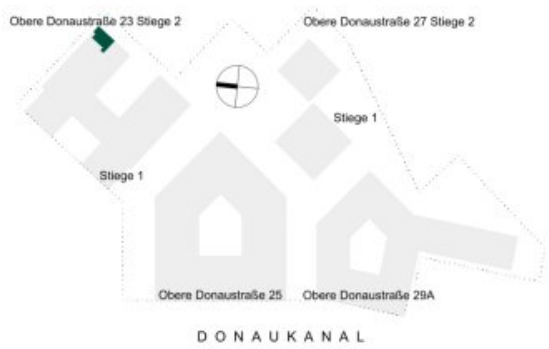 Obere Donaustraße 23 Stiege 2
Obere Donaustraße 27 Stiege 2
Stiege 1
Stiege 1
Obere Donaustraße 25
Obere Donaustraße 29A
DONAUKANAL